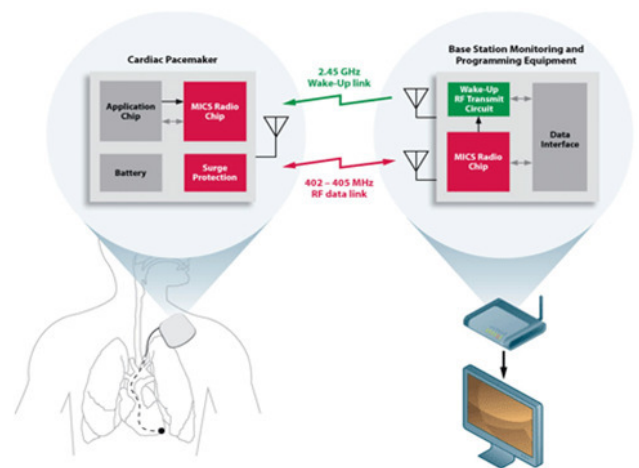 Cardiac Pacemaker
Application
Chip
MICS Radio
Chip
Battery
Surge
Protection
2.45 GHz
Wake-Up link
402 – 405 MHz
RF data link
Base Station Monitoring and
Programming Equipment
Wake-Up
RF Transmit
Circuit
MICS Radio
Chip
Data
Interface